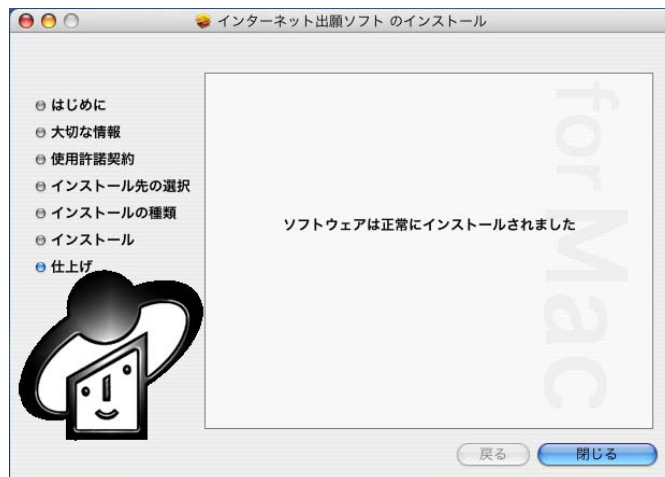 インターネット出願ソフト のインストール
はじめに
大切な情報
使用許諾契約
インストール先の選択
インストールの種類
インストール
仕上げ
ソフトウェアは正常にインストールされました
for Mac
戻る
閉じる